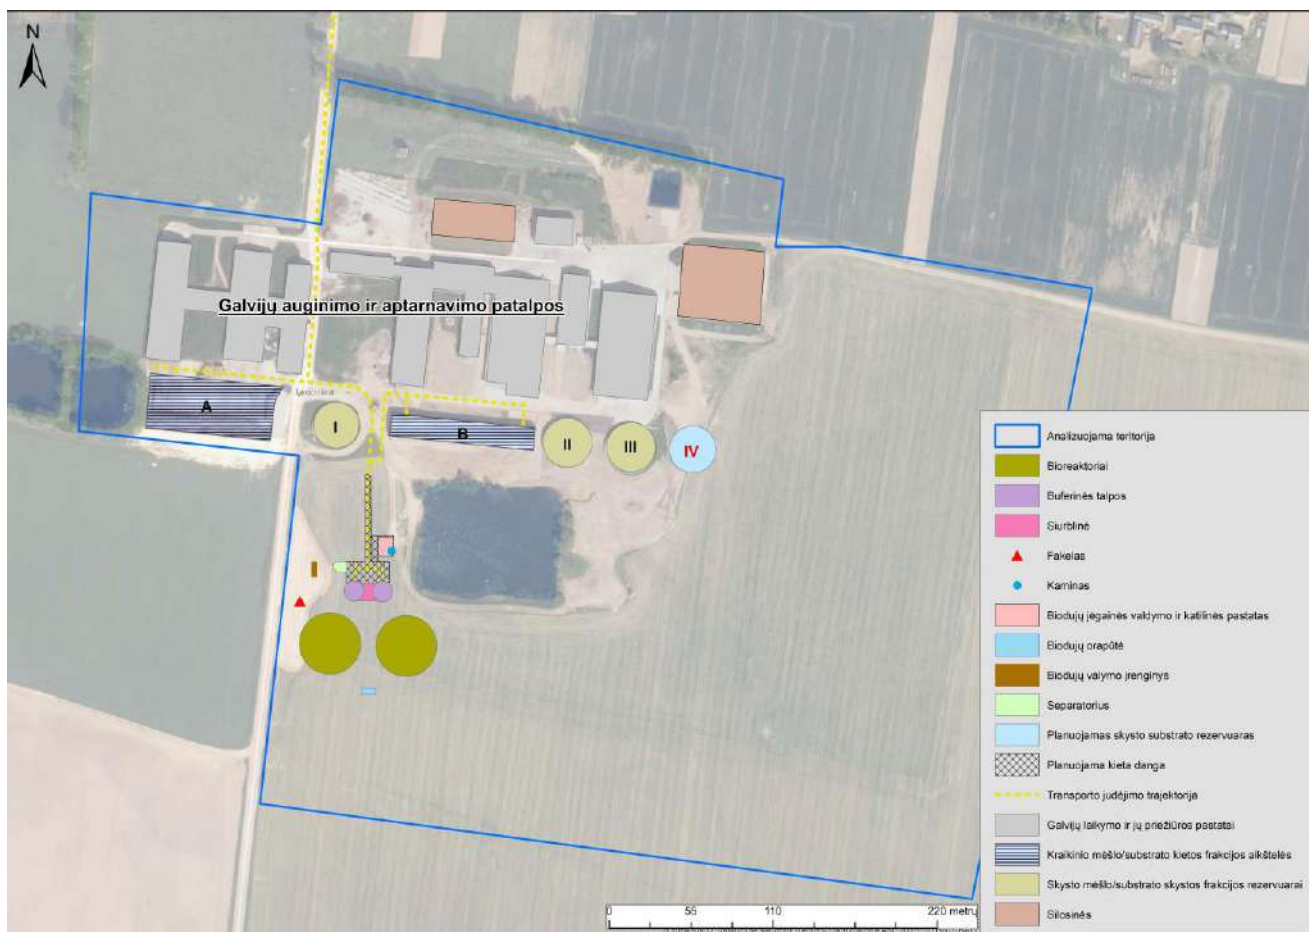 N
Galvijų auginimo ir aptarnavimo patalpos
A
I
B
II
III
IV
Analizuojama teritorija
Bioreaktoriai
Buferinės talpos
Siurblinė
Fakelas
Kaminas
Biodujų jėgainės valdymo ir katilinės pastatas
Biodujų orapūtė
Biodujų valymo įrenginys
Separatorius
Planuojamas skysto substrato rezervuaras
Planuojama kieta danga
Transporto judėjimo trajektorija
Galvijų laikymo ir jų priežiūros pastatai
Kraikinio mėšlo/substrato kietos frakcijos aikštelės
Skysto mėšlo/substrato skystos frakcijos rezervuarai
Silosinės
0 55 110 220 metrų